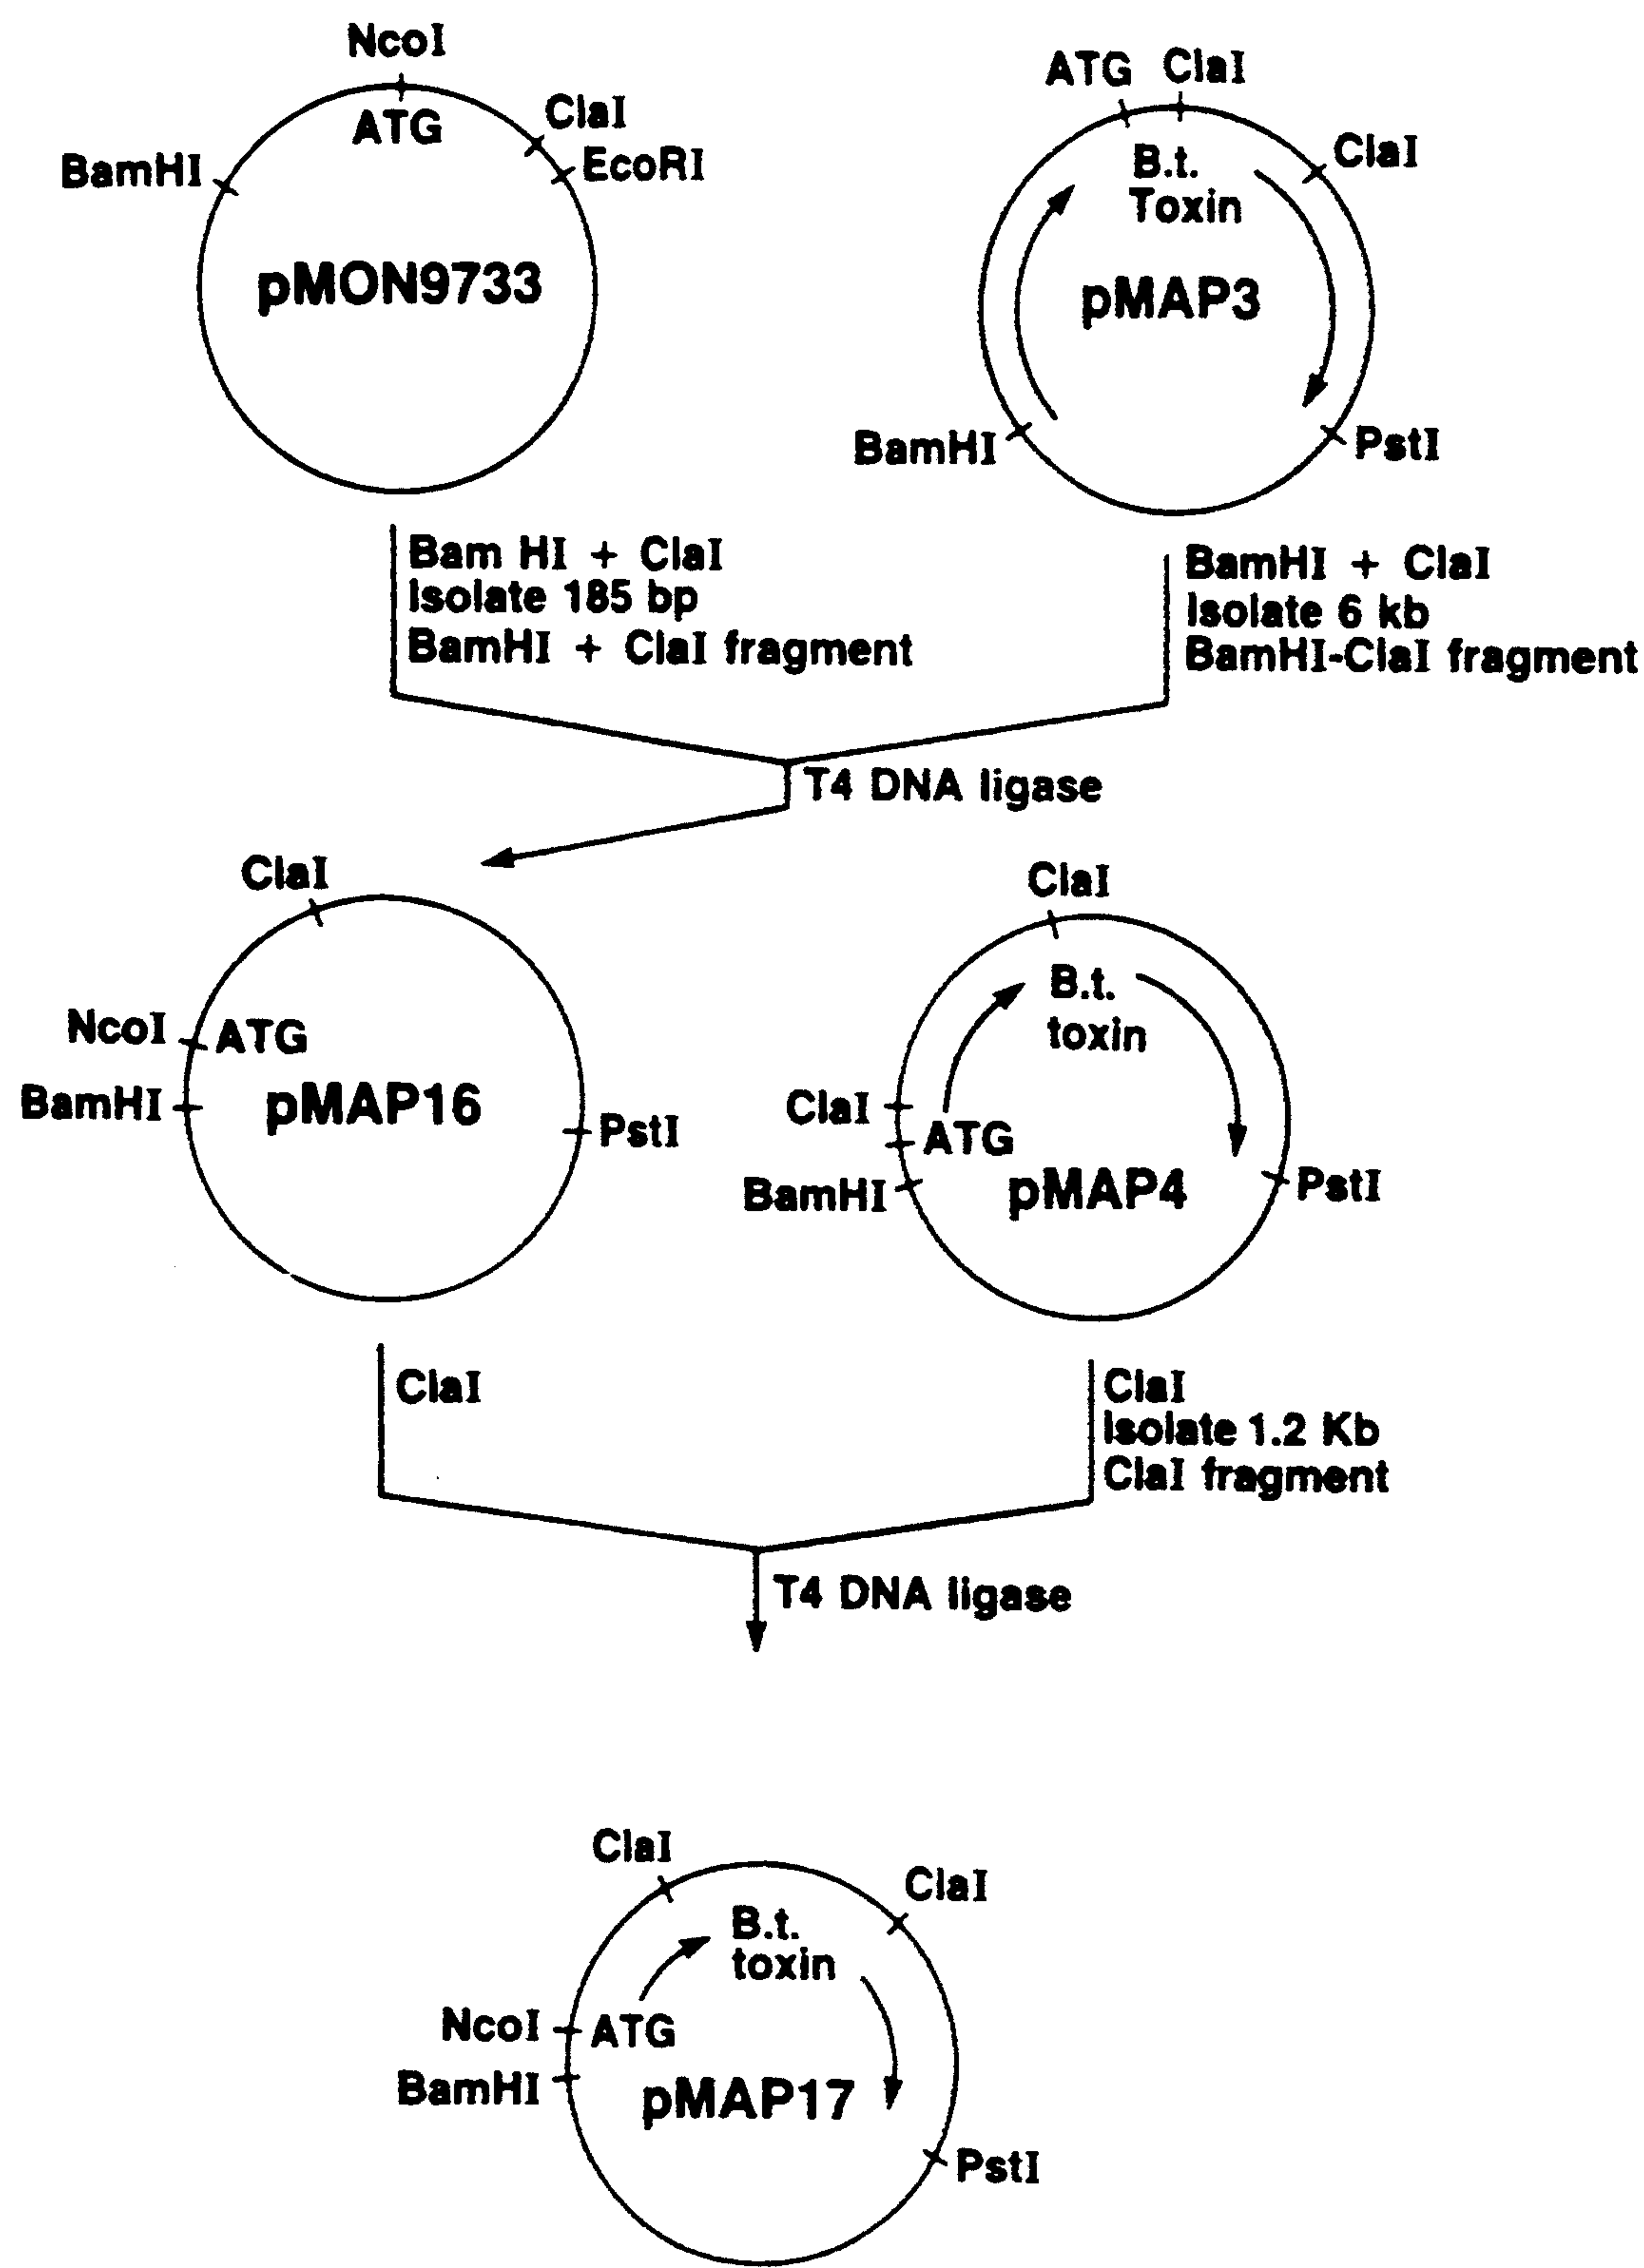 NcoI
ATG
BamHI
ClaI
EcoRI
pMON9733
ATG ClaI
ClaI
B.t.
Toxin
pMAP3
BamHI
PstI
Bam HI + ClaI
Isolate 185 bp
BamHI + ClaI fragment
BamHI + ClaI
Isolate 6 kb
BamHI-ClaI fragment
T4 DNA ligase
ClaI
NcoI
ATG
BamHI
pMAP16
PstI
ClaI
B.t.
toxin
ClaI
ATG
BamHI
pMAP4
PstI
ClaI
ClaI
Isolate 1.2 Kb
ClaI fragment
T4 DNA ligase
ClaI
ClaI
B.t.
toxin
NcoI
ATG
BamHI
pMAP17
PstI